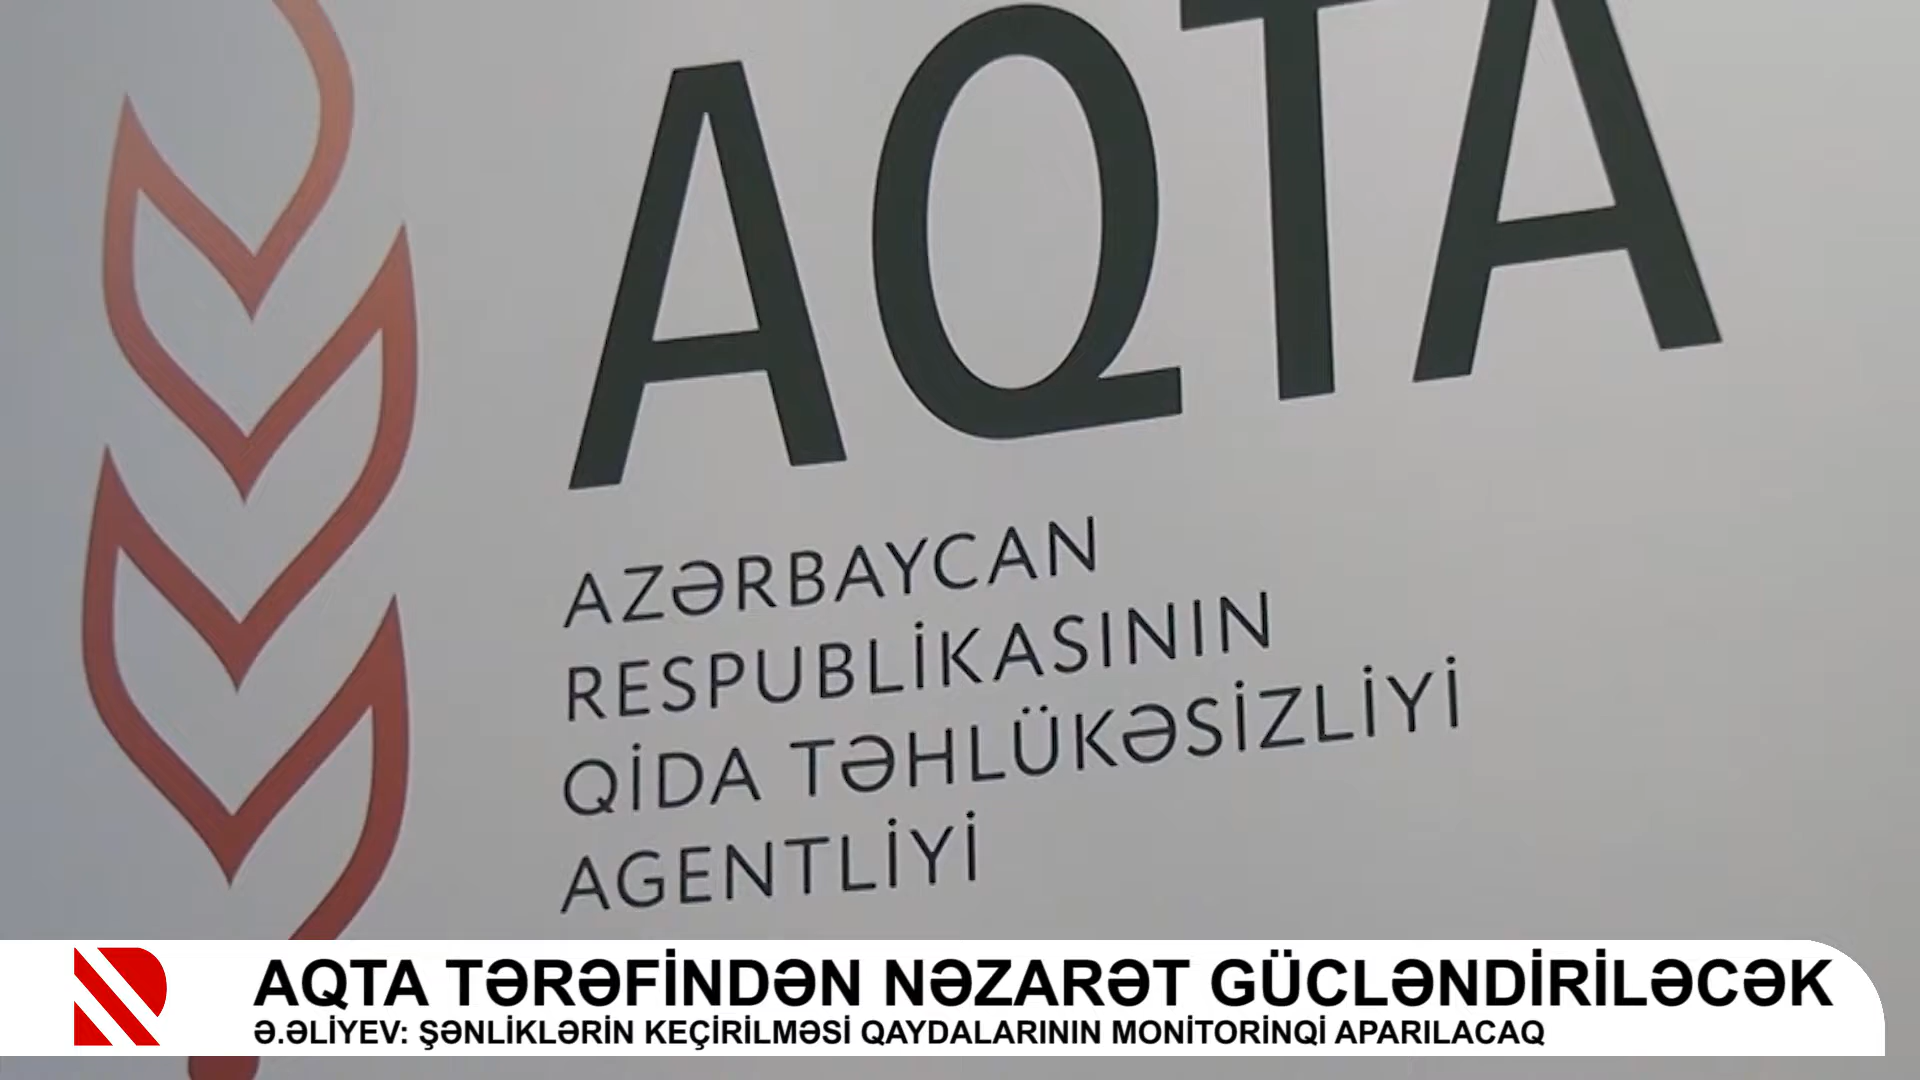 AQTA
AZƏRBAYCAN
RESPUBLİKASININ
QİDA TƏHLÜKƏSİZLİYİ
AGENTLİYİ
AQTA TƏRƏFİNDƏN NƏZARƏT GÜCLƏNDİRİLƏCƏK
Ə.ƏLİYEV: ŞƏNLİKLƏRİN KEÇİRİLMƏSİ QAYDALARININ MONİTORİNQİ APARILACAQ